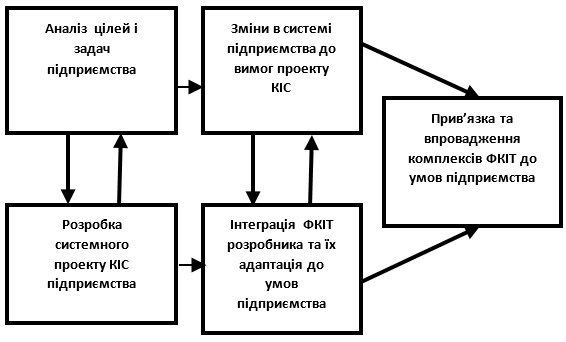 Аналіз цілей і
задач
підприємства
Зміни в системі
підприємства до
вимог проекту
КІС
Прив’язка та
впровадження
комплексів ФКІТ до
умов підприємства
Розробка
системного
проекту КІС
підприємства
Інтеграція ФКІТ
розробника та їх
адаптація до
умов
підприємства